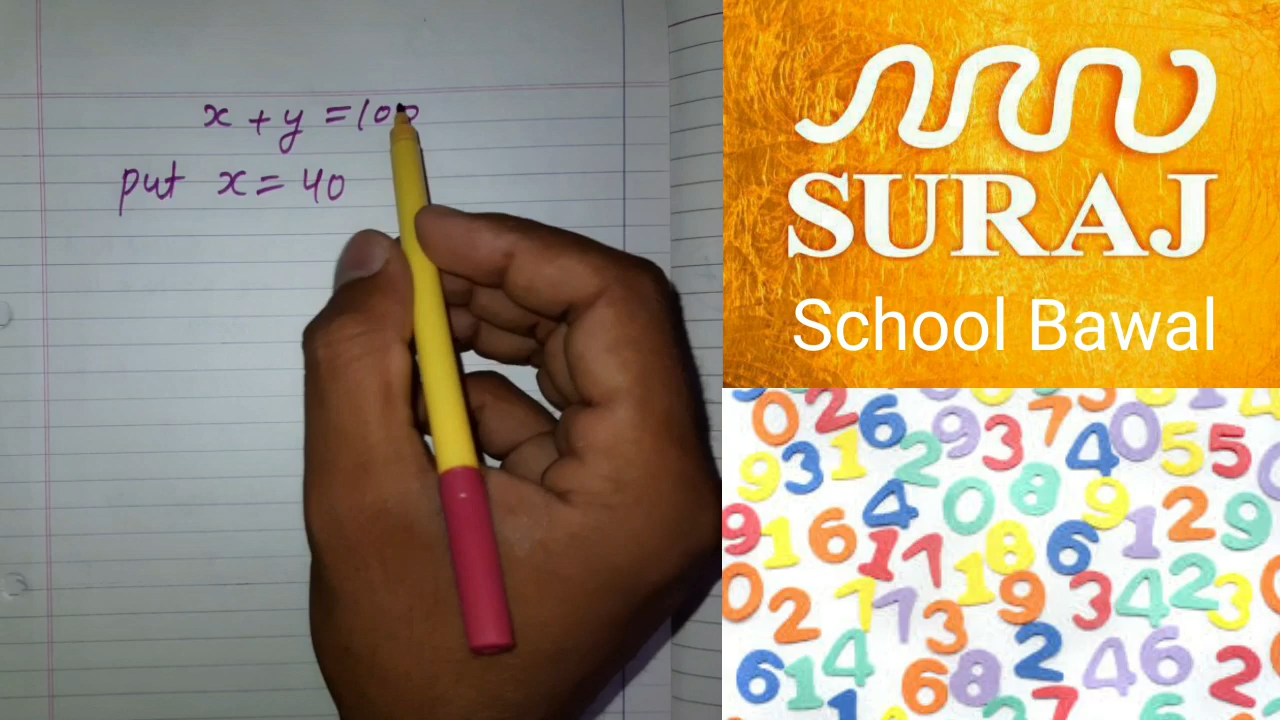 x + y = 100
put x = 40
SURAJ
School Bawal